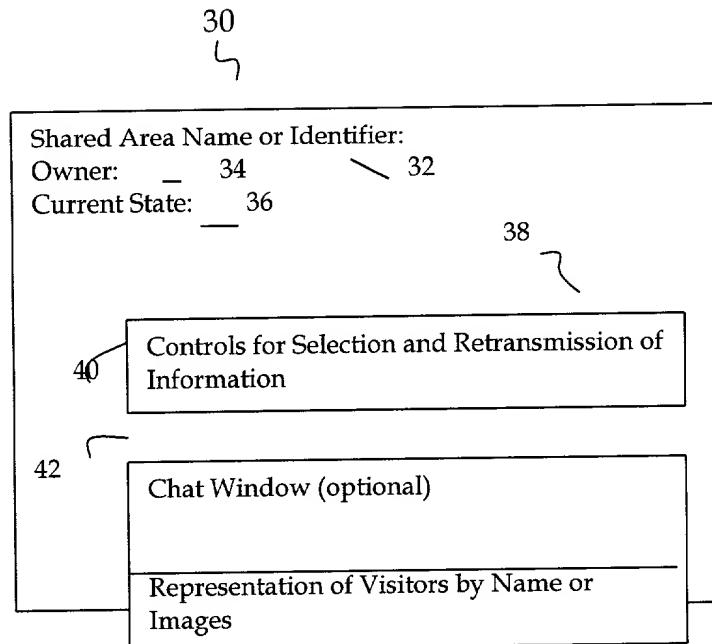 30
Shared Area Name or Identifier:
Owner: 34 32
Current State: 36
38
Controls for Selection and Retransmission of
Information
40
42
Chat Window (optional)
Representation of Visitors by Name or
Images